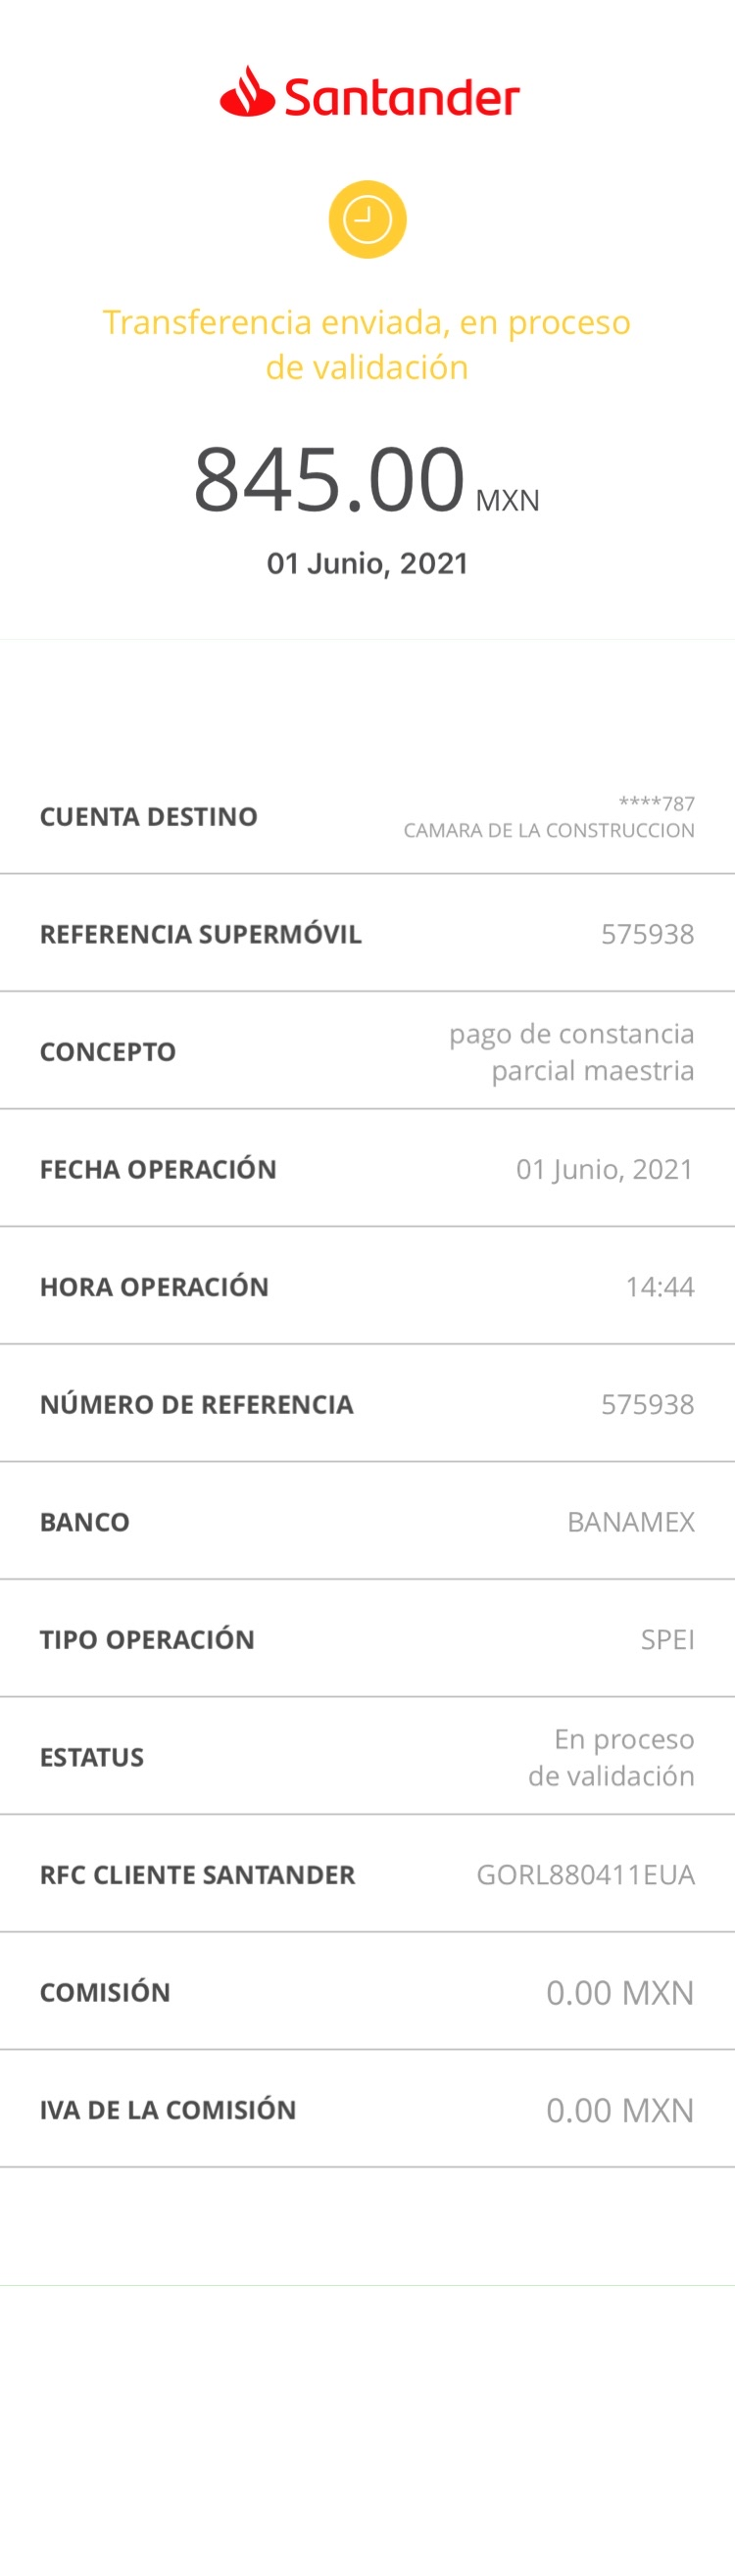 Santander
Transferencia enviada, en proceso
de validación
845.00 MXN
01 Junio, 2021
CUENTA DESTINO
****787
CAMARA DE LA CONSTRUCCION
REFERENCIA SUPERMÓVIL
575938
CONCEPTO
pago de constancia
parcial maestria
FECHA OPERACIÓN
01 Junio, 2021
HORA OPERACIÓN
14:44
NÚMERO DE REFERENCIA
575938
BANCO
BANAMEX
TIPO OPERACIÓN
SPEI
ESTATUS
En proceso
de validación
RFC CLIENTE SANTANDER
GORL880411EUA
COMISIÓN
0.00 MXN
IVA DE LA COMISIÓN
0.00 MXN